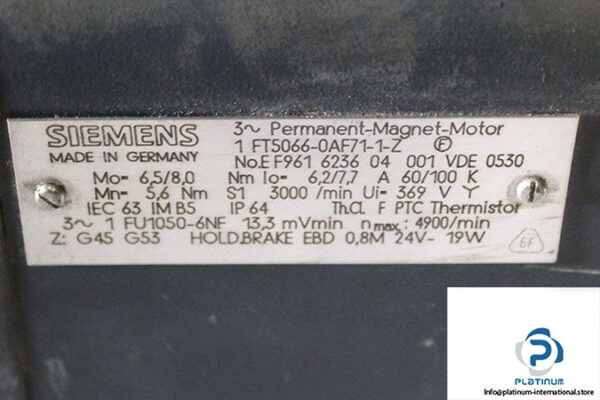 SIEMENS
MADE IN GERMANY
3~ Permanent-Magnet-Motor
1 FT5066-0AF71-1-Z F
No.E F961 6236 04 001 VDE 0530
Mo= 6,5/8,0 Nm Io= 6,2/7,7 A 60/100 K
Mn= 5,6 Nm S1 3000 /min Ui= 369 V Y
IEC 63 IM B5 IP 64 Th.Cl. F PTC Thermistor
3~ 1 FU1050-6NF 13,3 mVmin nmax.: 4900/min
Z: G45 G53 HOLD.BRAKE EBD 0,8M 24V- 19W
6F
PLATINUM
Info@platinum-international.store